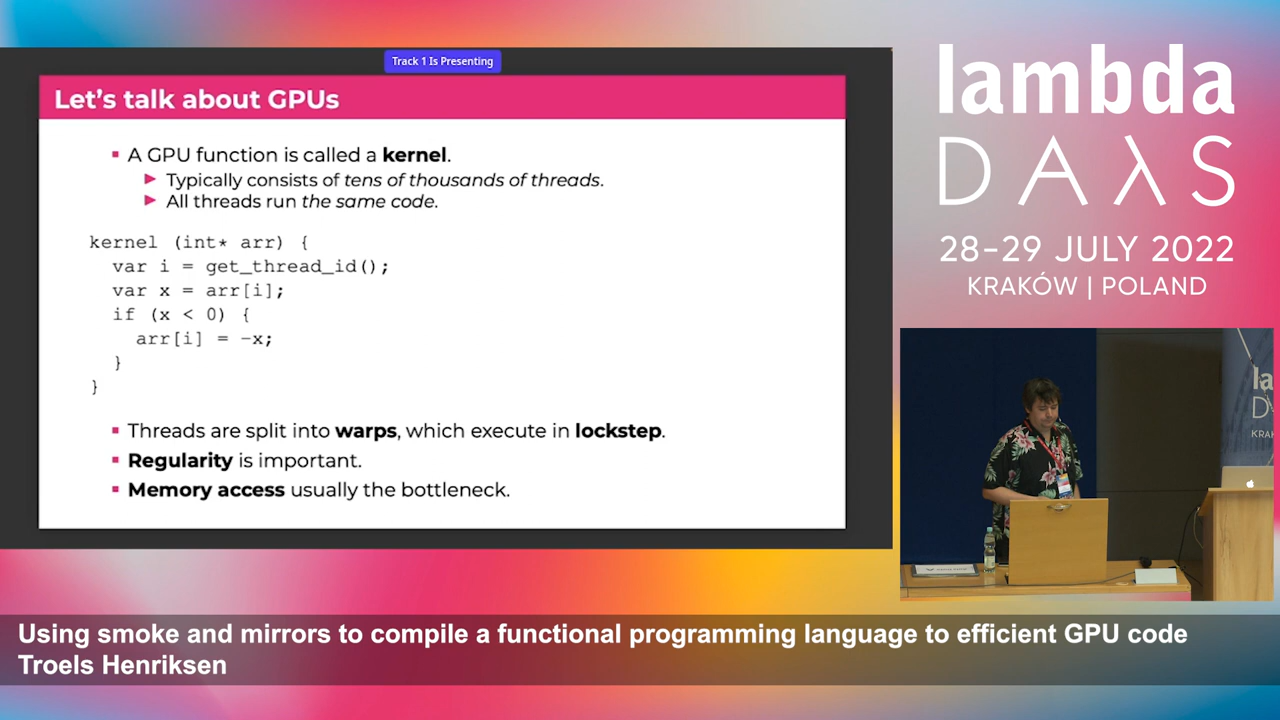 Track 1 Is Presenting
Let's talk about GPUs
▪ A GPU function is called a kernel.
▶ Typically consists of tens of thousands of threads.
▶ All threads run the same code.
kernel (int* arr) {
var i = get_thread_id();
var x = arr[i];
if (x < 0) {
arr[i] = -x;
}
}
▪ Threads are split into warps, which execute in lockstep.
▪ Regularity is important.
▪ Memory access usually the bottleneck.
lambda
DAλS
28-29 JULY 2022
KRAKÓW | POLAND
la
D
KRA
Using smoke and mirrors to compile a functional programming language to efficient GPU code
Troels Henriksen